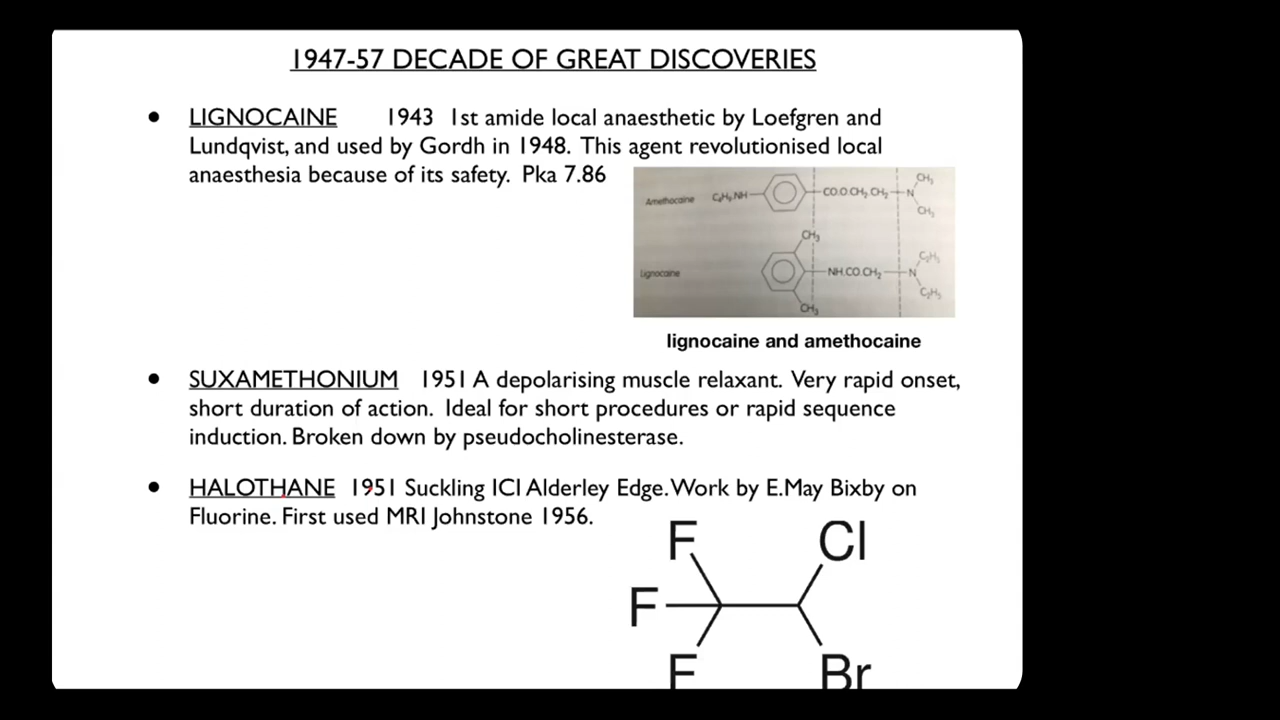 1947-57 DECADE OF GREAT DISCOVERIES
• LIGNOCAINE 1943 1st amide local anaesthetic by Loefgren and
Lundqvist, and used by Gordh in 1948. This agent revolutionised local
anaesthesia because of its safety. Pka 7.86
Amethocaine C₄H₉.NH CO.O.CH₂.CH₂ N CH₃
CH₃
CH₃
Lignocaine NH.CO.CH₂ N C₂H₅
C₂H₅
CH₃
lignocaine and amethocaine
• SUXAMETHONIUM 1951 A depolarising muscle relaxant. Very rapid onset,
short duration of action. Ideal for short procedures or rapid sequence
induction. Broken down by pseudocholinesterase.
• HALOTHANE 1951 Suckling ICI Alderley Edge. Work by E.May Bixby on
Fluorine. First used MRI Johnstone 1956.
F Cl
F
F Br